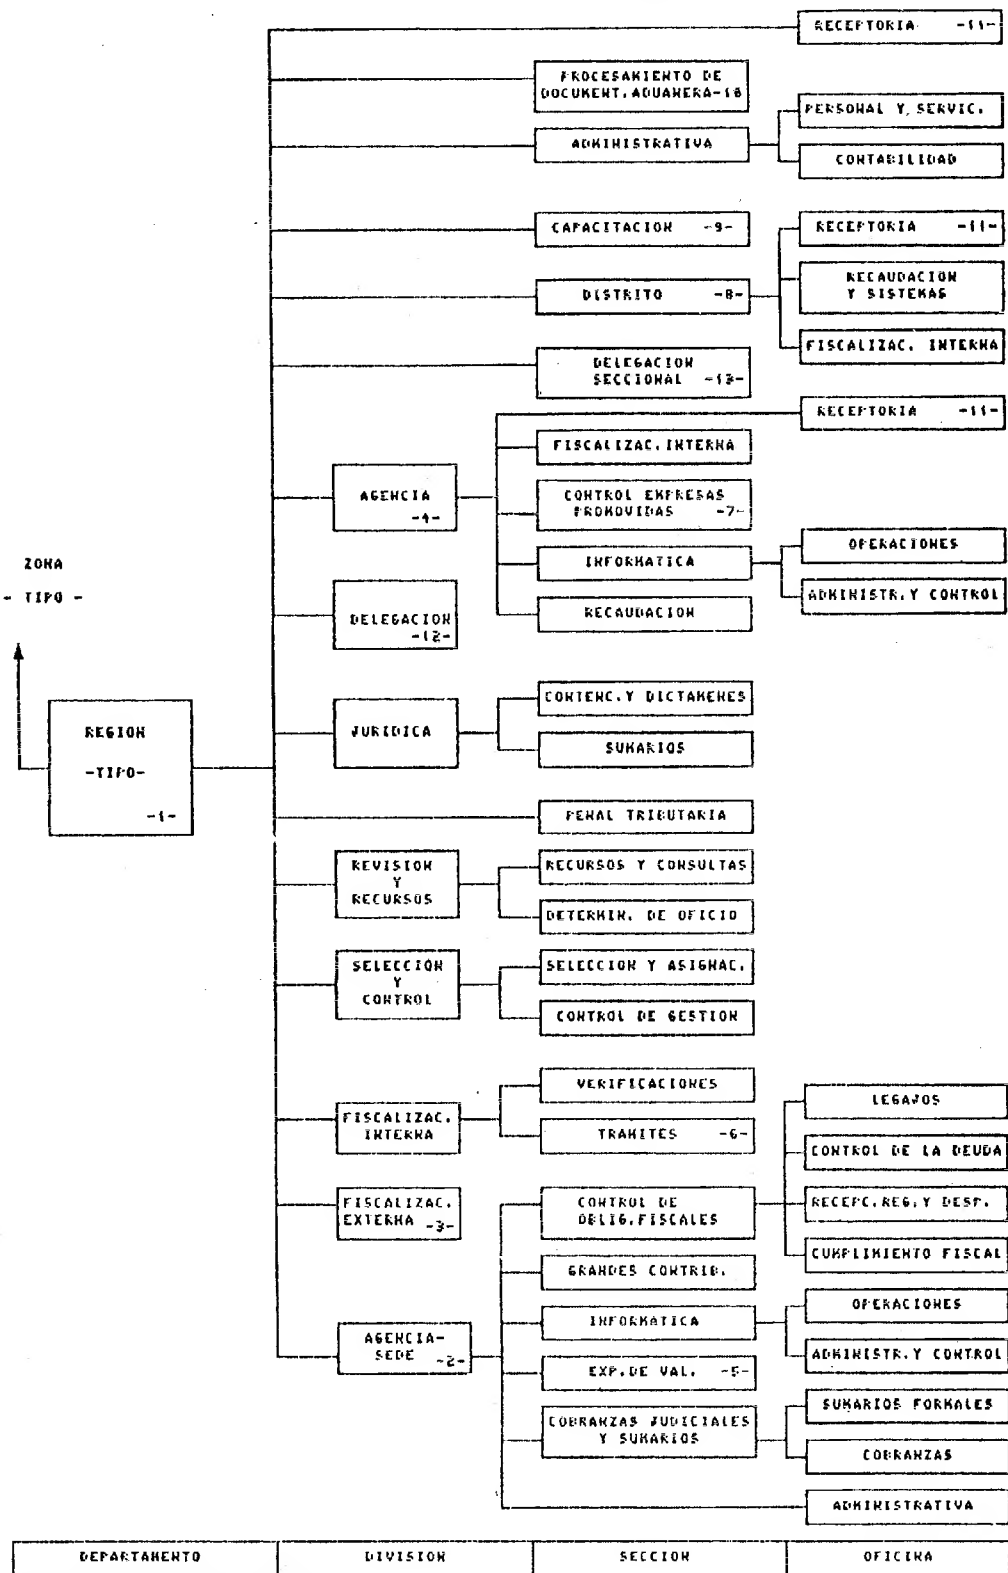 RECEPTORIA -11-
PROCESAMIENTO DE
DOCUMENT.ADUANERA-10
PERSONAL Y SERVIC.
ADMINISTRATIVA
CONTABILIDAD
CAPACITACION -9-
RECEPTORIA -11-
RECAUDACION
Y SISTEMAS
DISTRITO -8-
FISCALIZAC. INTERNA
DELEGACION
SECCIONAL -13-
RECEPTORIA -11-
FISCALIZAC.INTERNA
AGENCIA
-4-
CONTROL EMPRESAS
PROMOVIDAS -7-
OPERACIONES
INFORMATICA
ADMINISTR.Y CONTROL
RECAUDACION
ZONA
- TIPO -
DELEGACION
-12-
CONTENC.Y DICTAMENES
JURIDICA
SUMARIOS
REGION
-TIPO-
-1-
PENAL TRIBUTARIA
REVISION
Y
RECURSOS
RECURSOS Y CONSULTAS
DETERMIN. DE OFICIO
SELECCION
Y
CONTROL
SELECCION Y ASIGNAC.
CONTROL DE GESTION
VERIFICACIONES
LEGAJOS
FISCALIZAC.
INTERNA
TRAMITES -6-
CONTROL DE LA DEUDA
FISCALIZAC.
EXTERNA -3-
CONTROL DE
OBLIG.FISCALES
RECEPC.REG.Y DESP.
CUMPLIMIENTO FISCAL
GRANDES CONTRIB.
OPERACIONES
INFORMATICA
ADMINISTR.Y CONTROL
AGENCIA-
SEDE -2-
EXP.DE VAL. -5-
SUMARIOS FORMALES
COBRANZAS JUDICIALES
Y SUMARIOS
COBRANZAS
ADMINISTRATIVA
DEPARTAMENTO DIVISION SECCION OFICINA